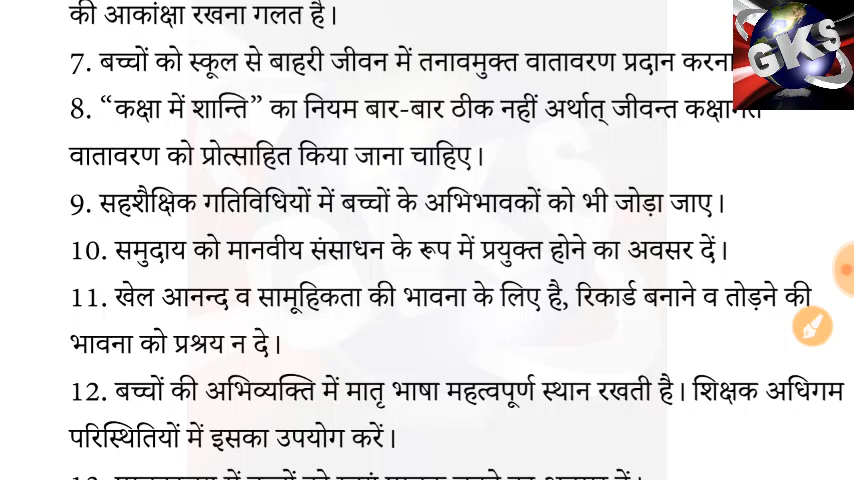 की आकांक्षा रखना गलत है।
GKS
7. बच्चों को स्कूल से बाहरी जीवन में तनावमुक्त वातावरण प्रदान करना
8. “कक्षा में शान्ति” का नियम बार-बार ठीक नहीं अर्थात् जीवन्त कक्षागत
वातावरण को प्रोत्साहित किया जाना चाहिए।
9. सहशैक्षिक गतिविधियों में बच्चों के अभिभावकों को भी जोड़ा जाए।
10. समुदाय को मानवीय संसाधन के रूप में प्रयुक्त होने का अवसर दें।
11. खेल आनन्द व सामूहिकता की भावना के लिए है, रिकार्ड बनाने व तोड़ने की
भावना को प्रश्रय न दे।
12. बच्चों की अभिव्यक्ति में मातृ भाषा महत्वपूर्ण स्थान रखती है। शिक्षक अधिगम
परिस्थितियों में इसका उपयोग करें।